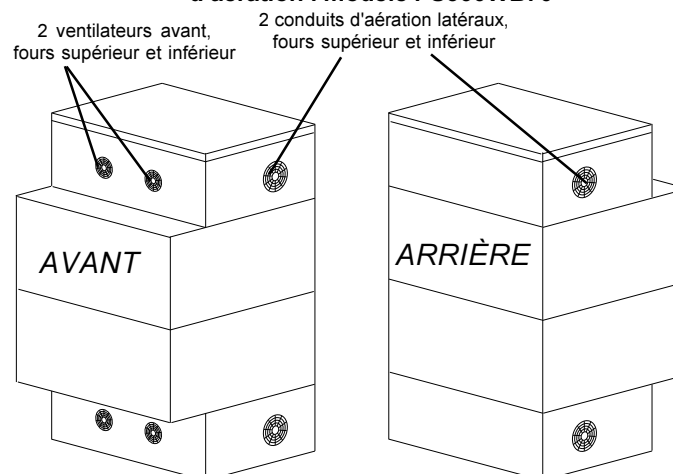 2 ventilateurs avant,
fours supérieur et inférieur
2 conduits d'aération latéraux,
fours supérieur et inférieur
AVANT
ARRIÈRE